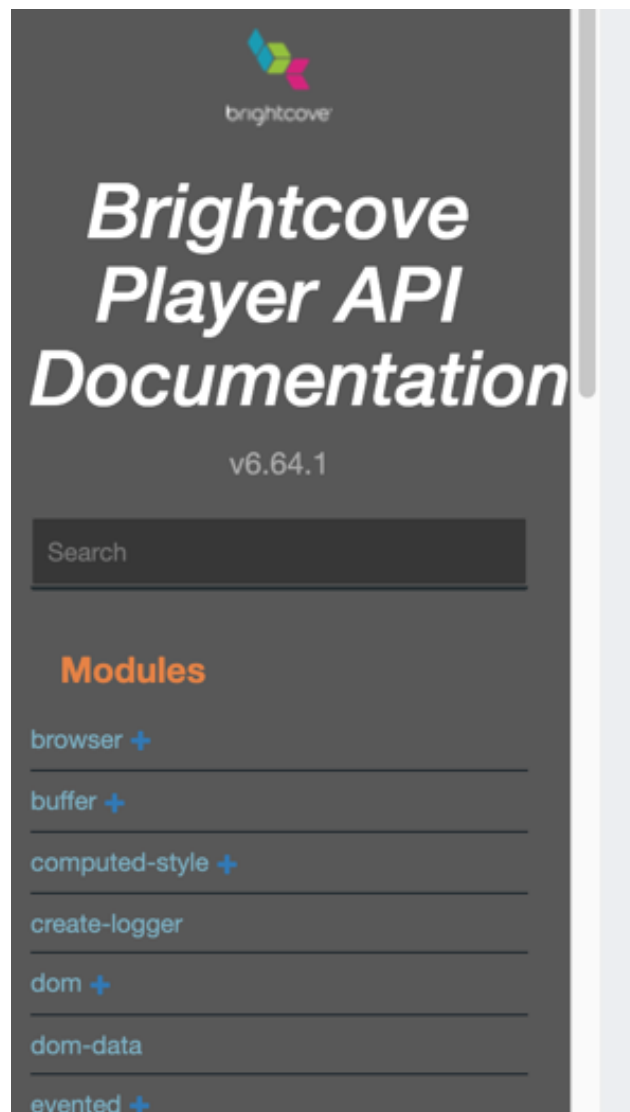 brightcove
Brightcove
Player API
Documentation
v6.64.1
Search
Modules
browser +
buffer +
computed-style +
create-logger
dom +
dom-data
evented +